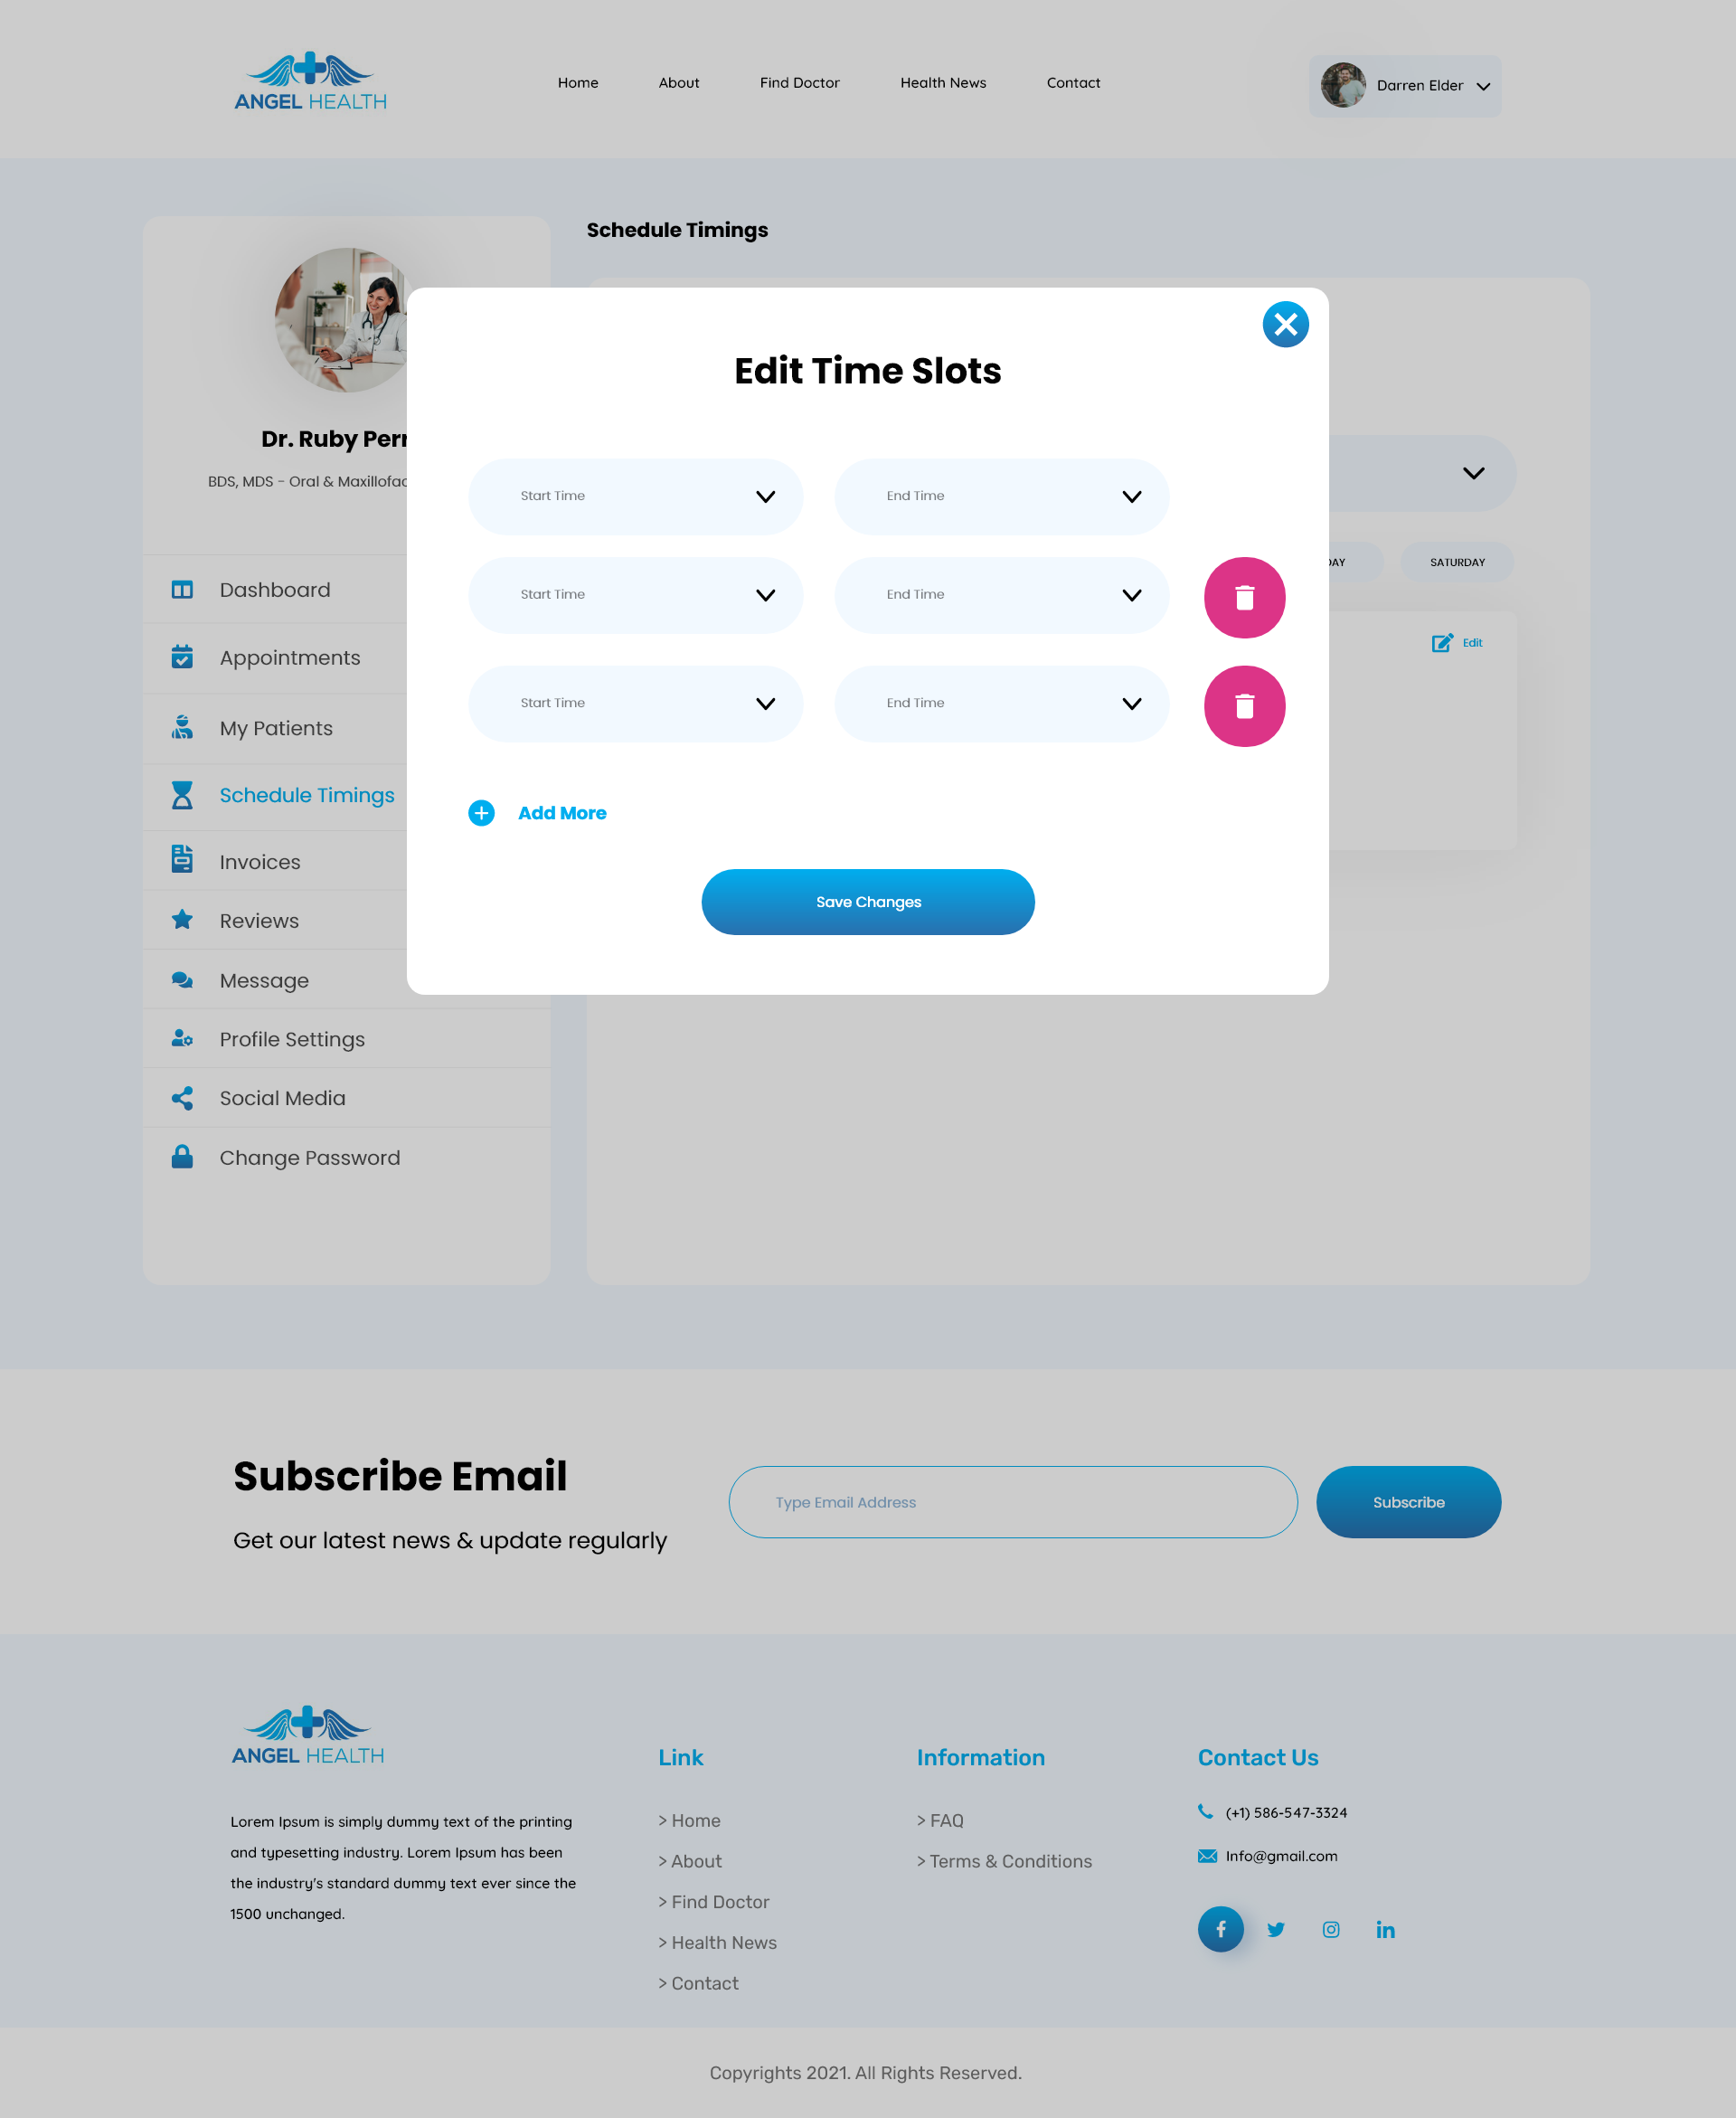 ANGEL HEALTH
Home
About
Find Doctor
Health News
Contact
Darren Elder
Schedule Timings
Dr. Ruby Perr
BDS, MDS - Oral & Maxillofac
Dashboard
Appointments
My Patients
Schedule Timings
Invoices
Reviews
Message
Profile Settings
Social Media
Change Password
Edit Time Slots
Start Time
End Time
Start Time
End Time
Start Time
End Time
Add More
Save Changes
DAY
SATURDAY
Edit
Subscribe Email
Get our latest news & update regularly
Type Email Address
Subscribe
ANGEL HEALTH
Lorem Ipsum is simply dummy text of the printing
and typesetting industry. Lorem Ipsum has been
the industry's standard dummy text ever since the
1500 unchanged.
Link
> Home
> About
> Find Doctor
> Health News
> Contact
Information
> FAQ
> Terms & Conditions
Contact Us
(+1) 586-547-3324
Info@gmail.com
Copyrights 2021. All Rights Reserved.